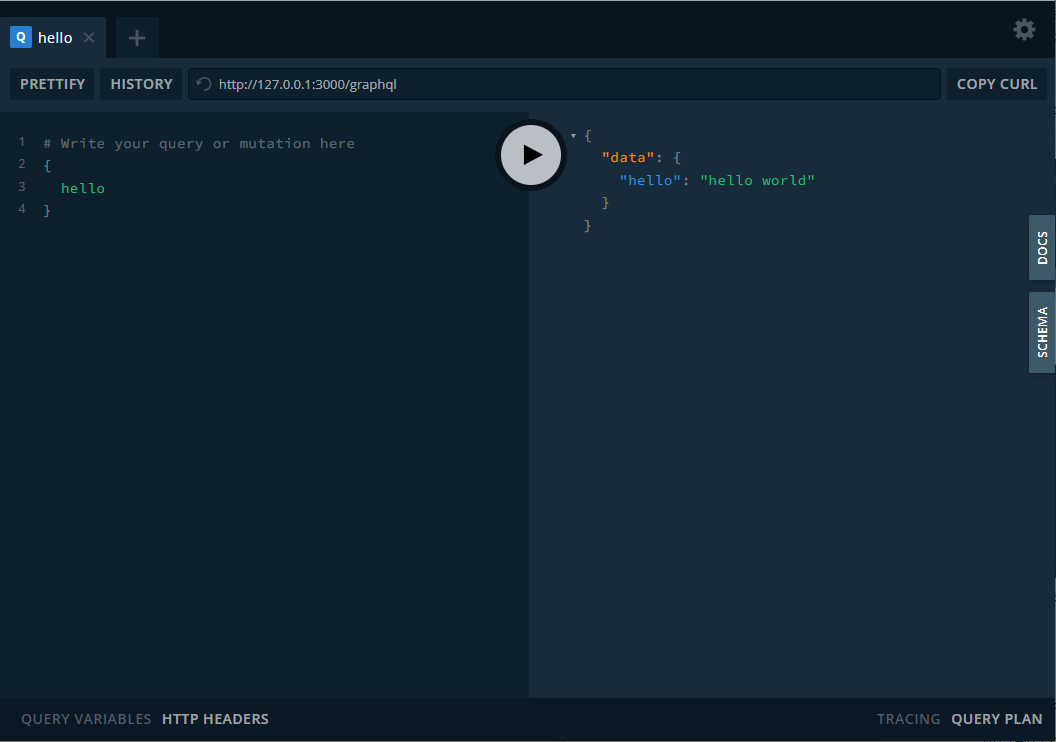 Q hello
PRETTIFY HISTORY http://127.0.0.1:3000/graphql COPY CURL
1 # Write your query or mutation here
2 {
3 hello
4 }
{
"data": {
"hello": "hello world"
}
}
DOCS
SCHEMA
QUERY VARIABLES HTTP HEADERS
TRACING QUERY PLAN